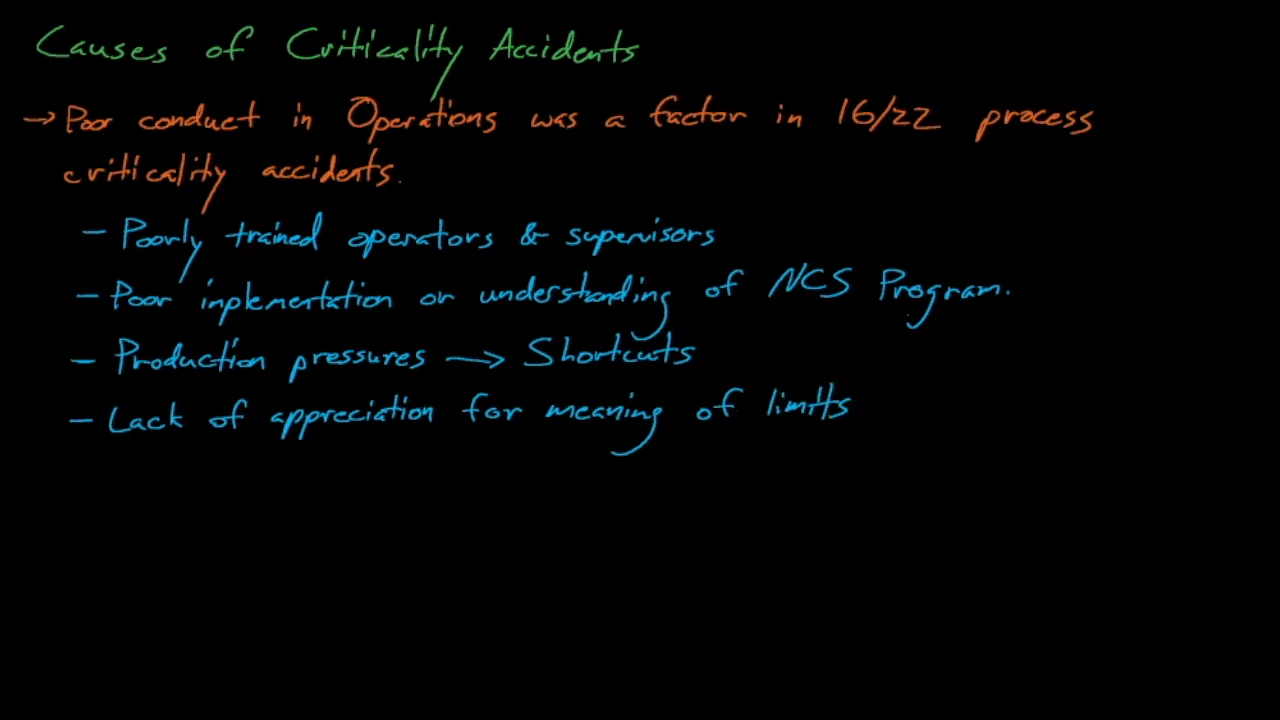 Causes of Criticality Accidents
→ Poor conduct in Operations was a factor in 16/22 process
criticality accidents.
- Poorly trained operators & supervisors
- Poor inplementation or understanding of NCS Program.
- Production pressures → Shortcuts
- Lack of appreciation for meaning of limits